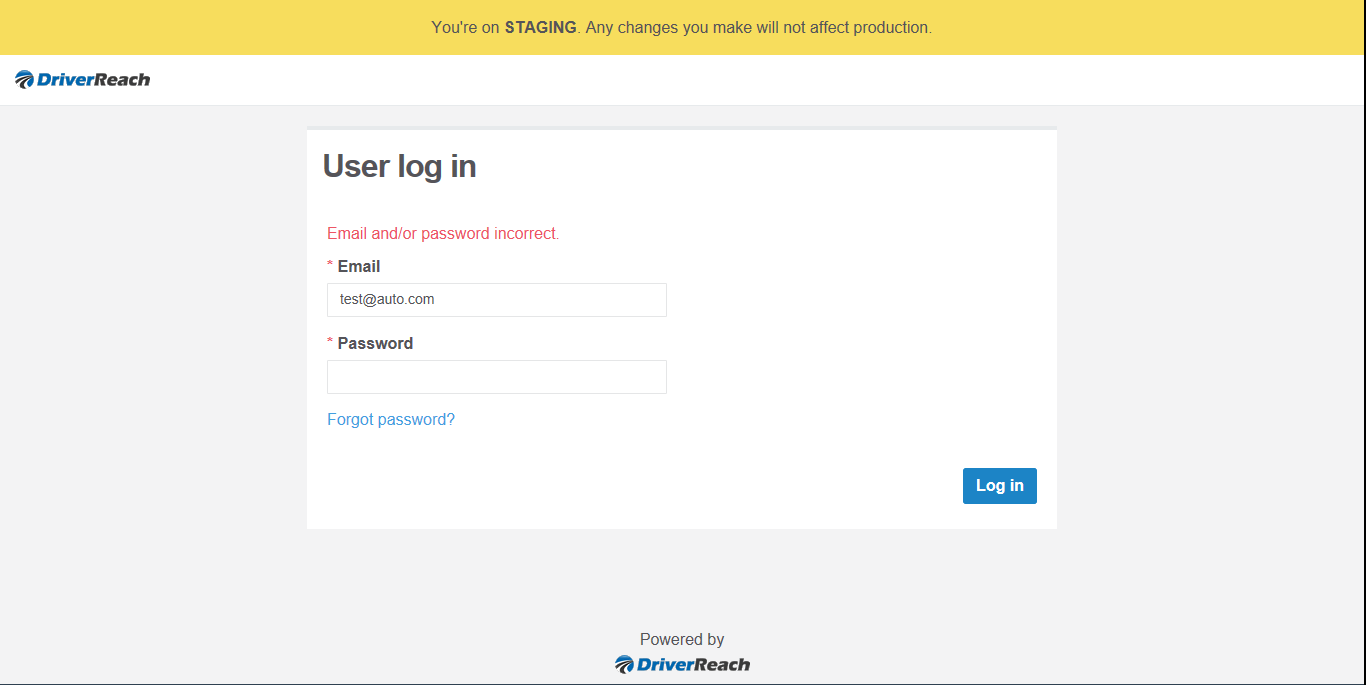 You're on STAGING. Any changes you make will not affect production.
DriverReach
User log in
Email and/or password incorrect.
* Email
test@auto.com
* Password
Forgot password?
Log in
Powered by
DriverReach